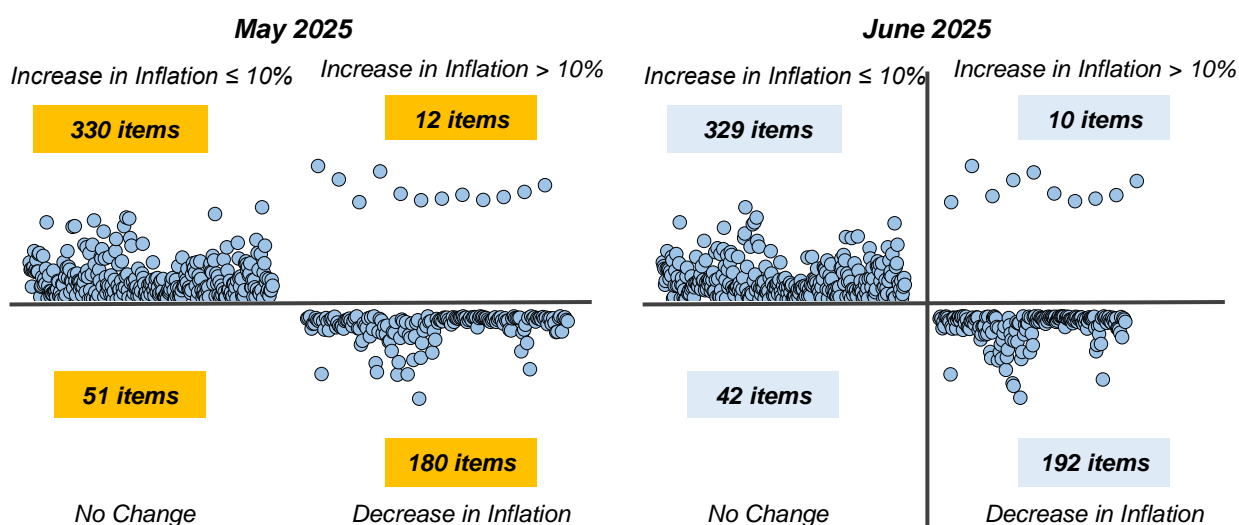 May 2025
Increase in Inflation ≤ 10%
Increase in Inflation > 10%
330 items
12 items
51 items
180 items
No Change
Decrease in Inflation
June 2025
Increase in Inflation ≤ 10%
Increase in Inflation > 10%
329 items
10 items
42 items
192 items
No Change
Decrease in Inflation